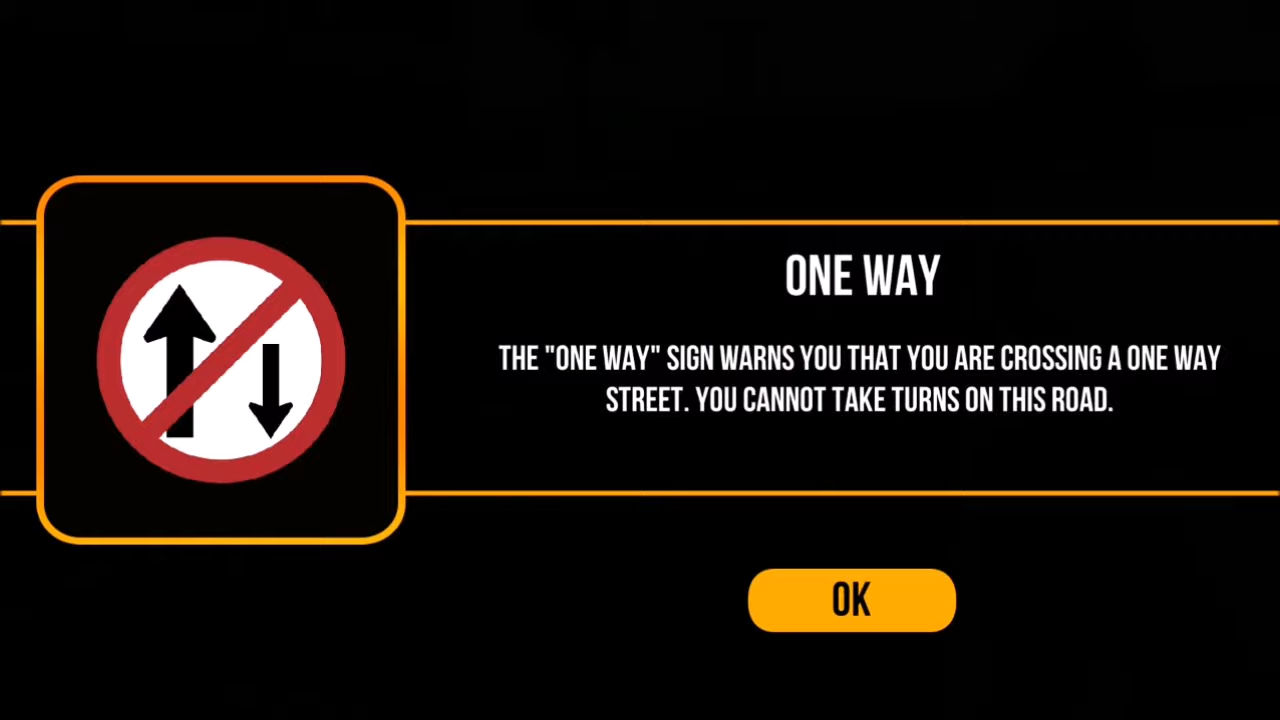 ONE WAY
THE "ONE WAY" SIGN WARNS YOU THAT YOU ARE CROSSING A ONE WAY
STREET. YOU CANNOT TAKE TURNS ON THIS ROAD.
OK